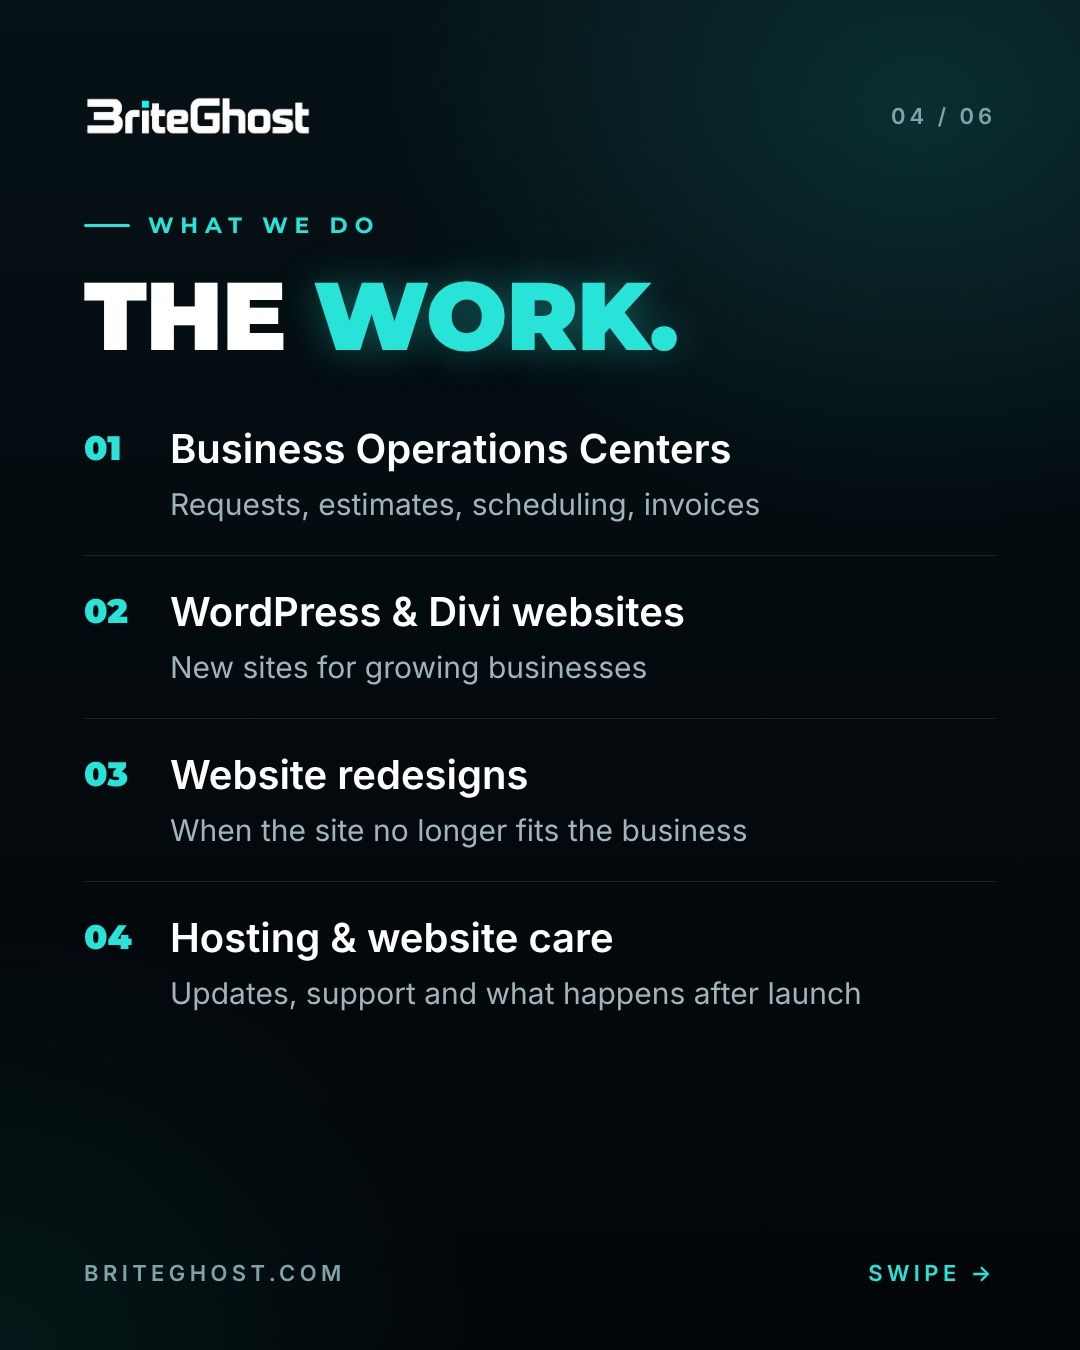 BriteGhost
04 / 06
WHAT WE DO
THE WORK.
01 Business Operations Centers
Requests, estimates, scheduling, invoices
02 WordPress & Divi websites
New sites for growing businesses
03 Website redesigns
When the site no longer fits the business
04 Hosting & website care
Updates, support and what happens after launch
BRITEGHOST.COM
SWIPE →